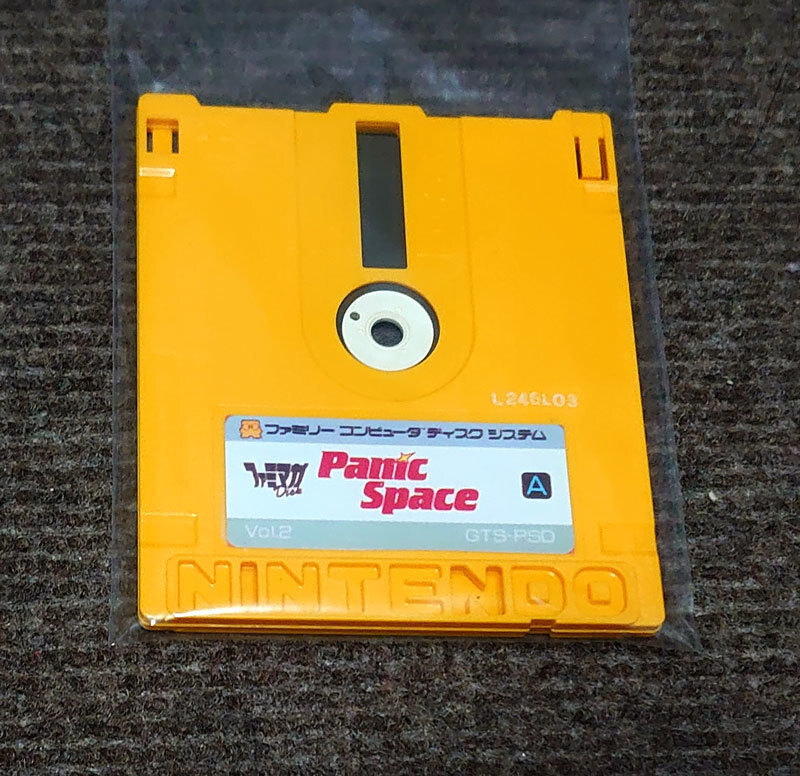 L246L03
ファミリー コンピュータ ディスク システム
ファミマガ
Disk
Panic
Space
A
Vol.2
GTS-PSD
NINTENDO